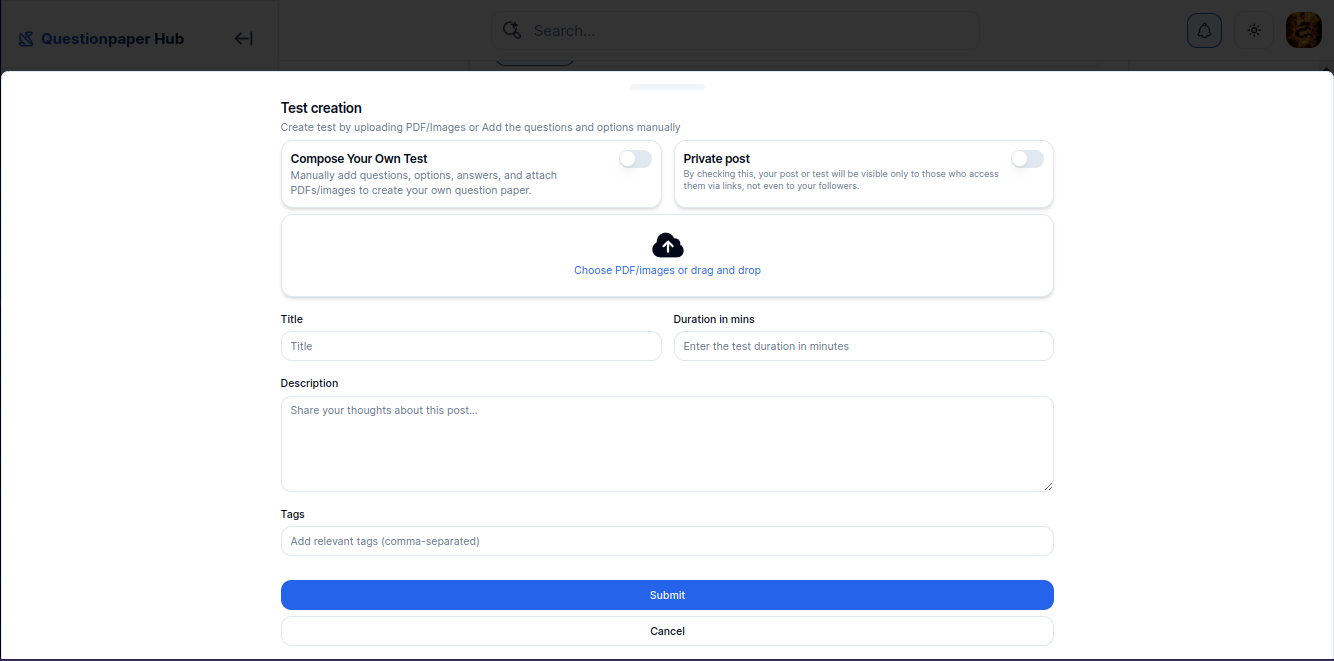 Questionpaper Hub
Search...
Test creation
Create test by uploading PDF/Images or Add the questions and options manually
Compose Your Own Test
Manually add questions, options, answers, and attach
PDFs/images to create your own question paper.
Private post
By checking this, your post or test will be visible only to those who access
them via links, not even to your followers.
Choose PDF/images or drag and drop
Title
Title
Duration in mins
Enter the test duration in minutes
Description
Share your thoughts about this post...
Tags
Add relevant tags (comma-separated)
Submit
Cancel